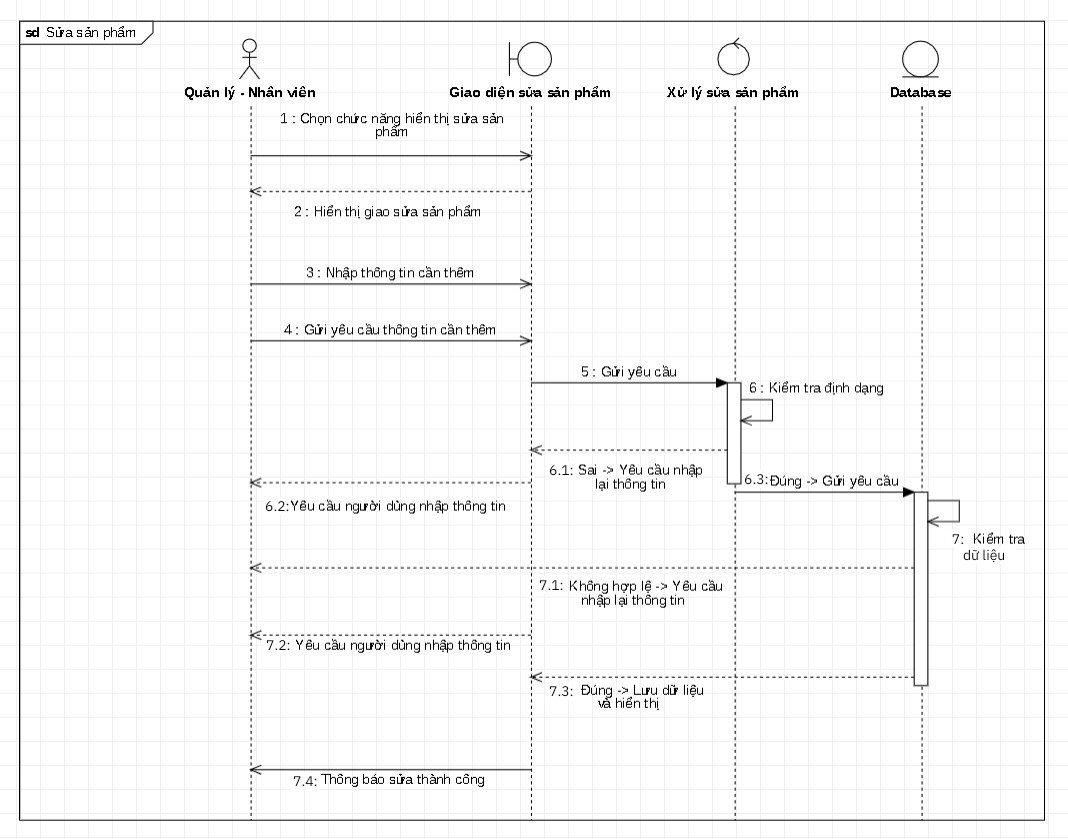 sd Sửa sản phẩm
Quản lý - Nhân viên
Giao diện sửa sản phẩm
Xử lý sửa sản phẩm
Database
1 : Chọn chức năng hiển thị sửa sản
phẩm
2 : Hiển thị giao sửa sản phẩm
3 : Nhập thông tin cần thêm
4 : Gửi yêu cầu thông tin cần thêm
5 : Gửi yêu cầu
6 : Kiểm tra định dạng
6.1: Sai -> Yêu cầu nhập
lại thông tin
6.3:Đúng -> Gửi yêu cầu
6.2:Yêu cầu người dùng nhập thông tin
7: Kiểm tra
dữ liệu
7.1: Không hợp lệ -> Yêu cầu
nhập lại thông tin
7.2: Yêu cầu người dùng nhập thông tin
7.3: Đúng -> Lưu dữ liệu
và hiển thị
7.4: Thông báo sửa thành công